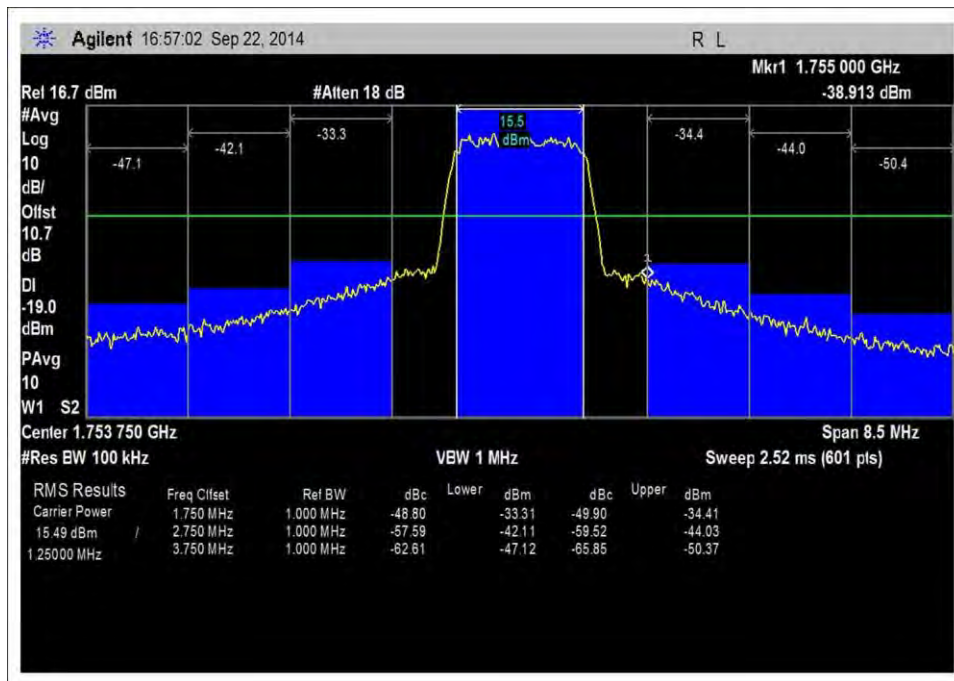 Agilent 16:57:02 Sep 22, 2014 R L
Mkr1 1.755 000 GHz
Ref 16.7 dBm #Atten 18 dB -38.913 dBm
#Avg
Log
10
dB/
Offst
10.7
dB
DI
-19.0
dBm
PAvg
10
W1 S2
-47.1 -42.1 -33.3 15.5 dBm -34.4 -44.0 -50.4
1
Center 1.753 750 GHz Span 8.5 MHz
#Res BW 100 kHz VBW 1 MHz Sweep 2.52 ms (601 pts)
RMS Results Freq Offset Ref BW dBc Lower dBm dBc Upper dBm
Carrier Power 1.750 MHz 1.000 MHz -48.80 -33.31 -49.90 -34.41
15.49 dBm / 2.750 MHz 1.000 MHz -57.59 -42.11 -59.52 -44.03
1.25000 MHz 3.750 MHz 1.000 MHz -62.61 -47.12 -65.85 -50.37